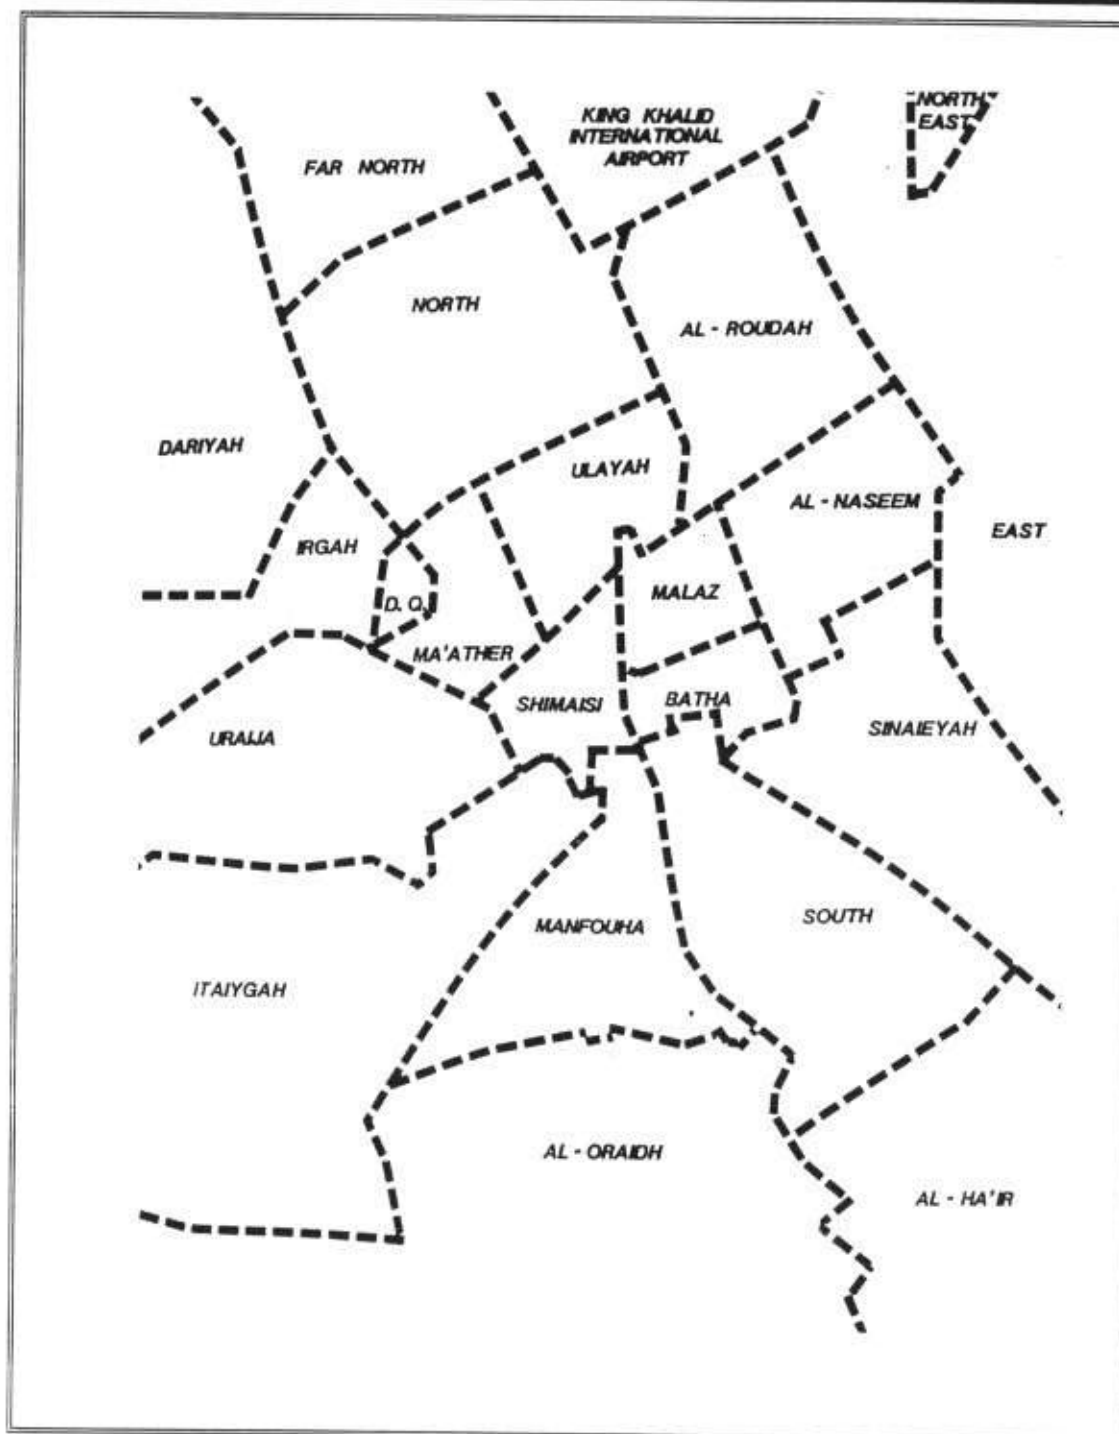 NORTH
EAST
KING KHALID
INTERNATIONAL
AIRPORT
FAR NORTH
NORTH
AL - ROUDAH
DARIYAH
ULAYAH
AL - NASEEM
EAST
IRGAH
MALAZ
D. Q.
MA'ATHER
SHIMAISI
BATHA
URAIJA
SINAIEYAH
MANFOUHA
SOUTH
ITAIYGAH
AL - ORAIDH
AL - HA'IR